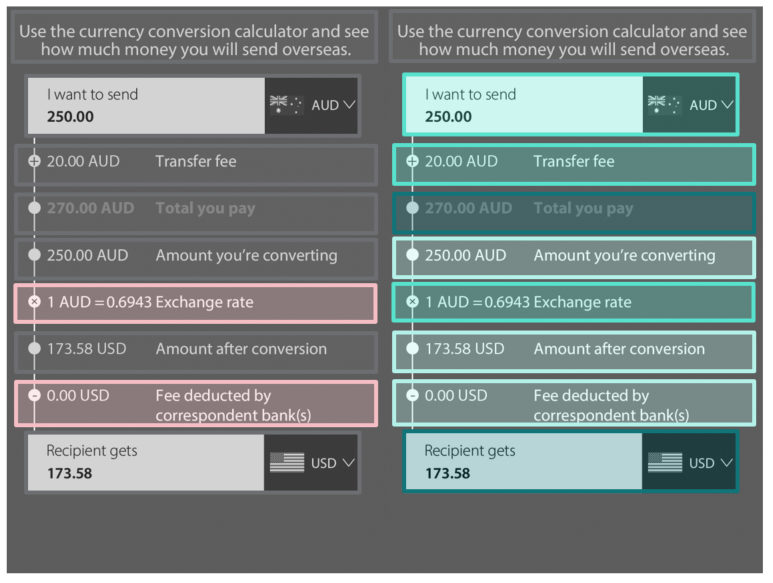 Use the currency conversion calculator and see
how much money you will send overseas.
I want to send
250.00
AUD
20.00 AUD Transfer fee
270.00 AUD Total you pay
250.00 AUD Amount you’re converting
1 AUD = 0.6943 Exchange rate
173.58 USD Amount after conversion
0.00 USD Fee deducted by
correspondent bank(s)
Recipient gets
173.58
USD
Use the currency conversion calculator and see
how much money you will send overseas.
I want to send
250.00
AUD
20.00 AUD Transfer fee
270.00 AUD Total you pay
250.00 AUD Amount you’re converting
1 AUD = 0.6943 Exchange rate
173.58 USD Amount after conversion
0.00 USD Fee deducted by
correspondent bank(s)
Recipient gets
173.58
USD